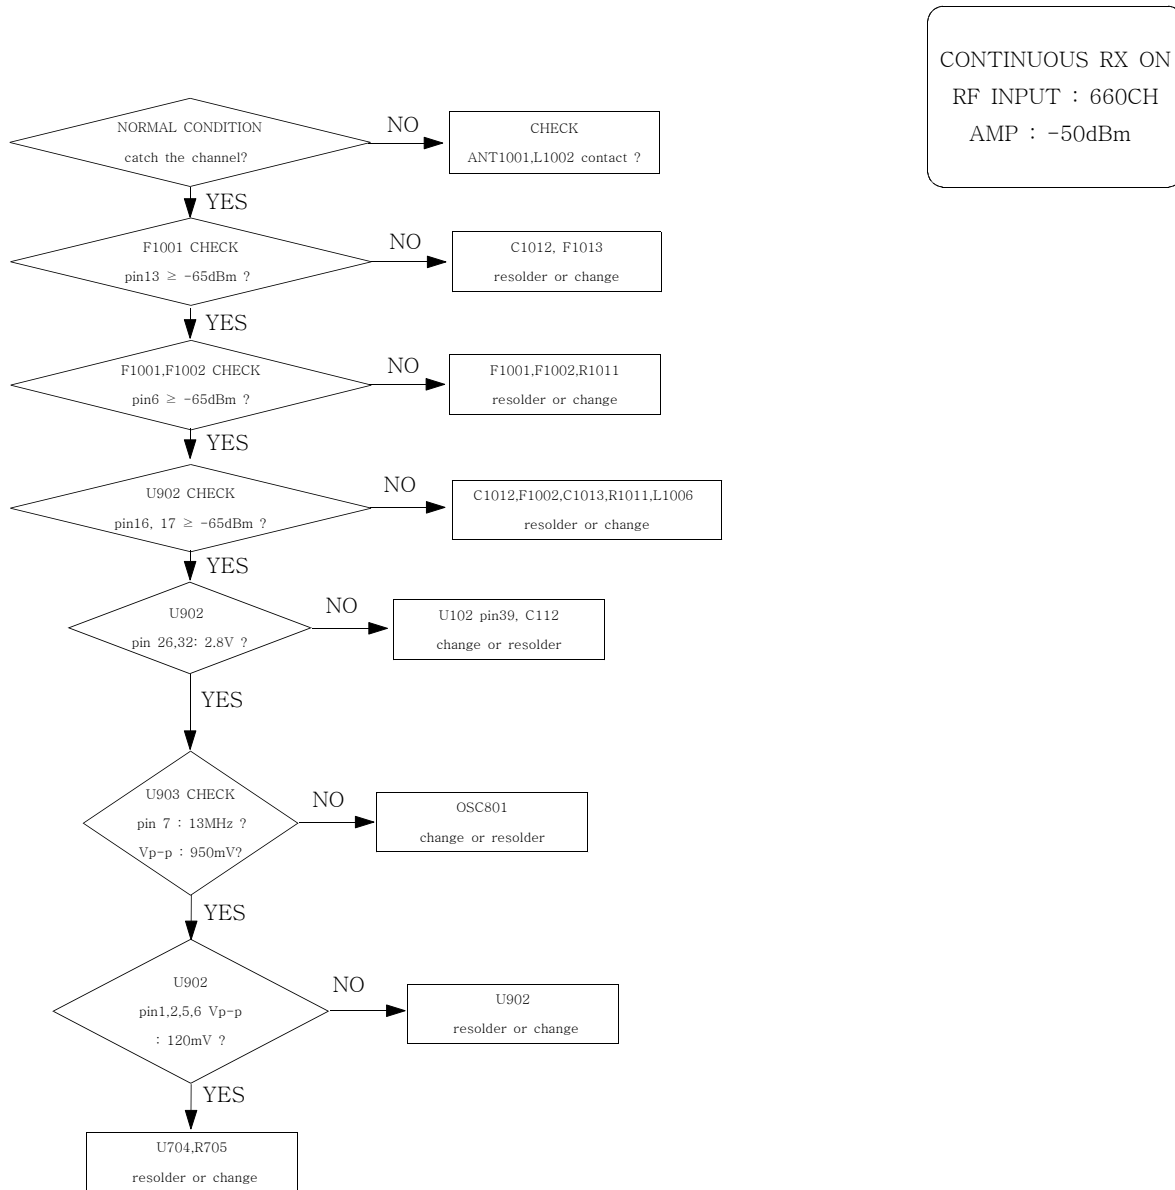 CONTINUOUS RX ON
RF INPUT : 660CH
AMP : -50dBm
NORMAL CONDITION
catch the channel?
NO
CHECK
ANT1001,L1002 contact ?
YES
F1001 CHECK
pin13 ≥ -65dBm ?
NO
C1012, F1013
resolder or change
YES
F1001,F1002 CHECK
pin6 ≥ -65dBm ?
NO
F1001,F1002,R1011
resolder or change
YES
U902 CHECK
pin16, 17 ≥ -65dBm ?
NO
C1012,F1002,C1013,R1011,L1006
resolder or change
YES
U902
pin 26,32: 2.8V ?
NO
U102 pin39, C112
change or resolder
YES
U903 CHECK
pin 7 : 13MHz ?
Vp-p : 950mV?
NO
OSC801
change or resolder
YES
U902
pin1,2,5,6 Vp-p
: 120mV ?
NO
U902
resolder or change
YES
U704,R705
resolder or change